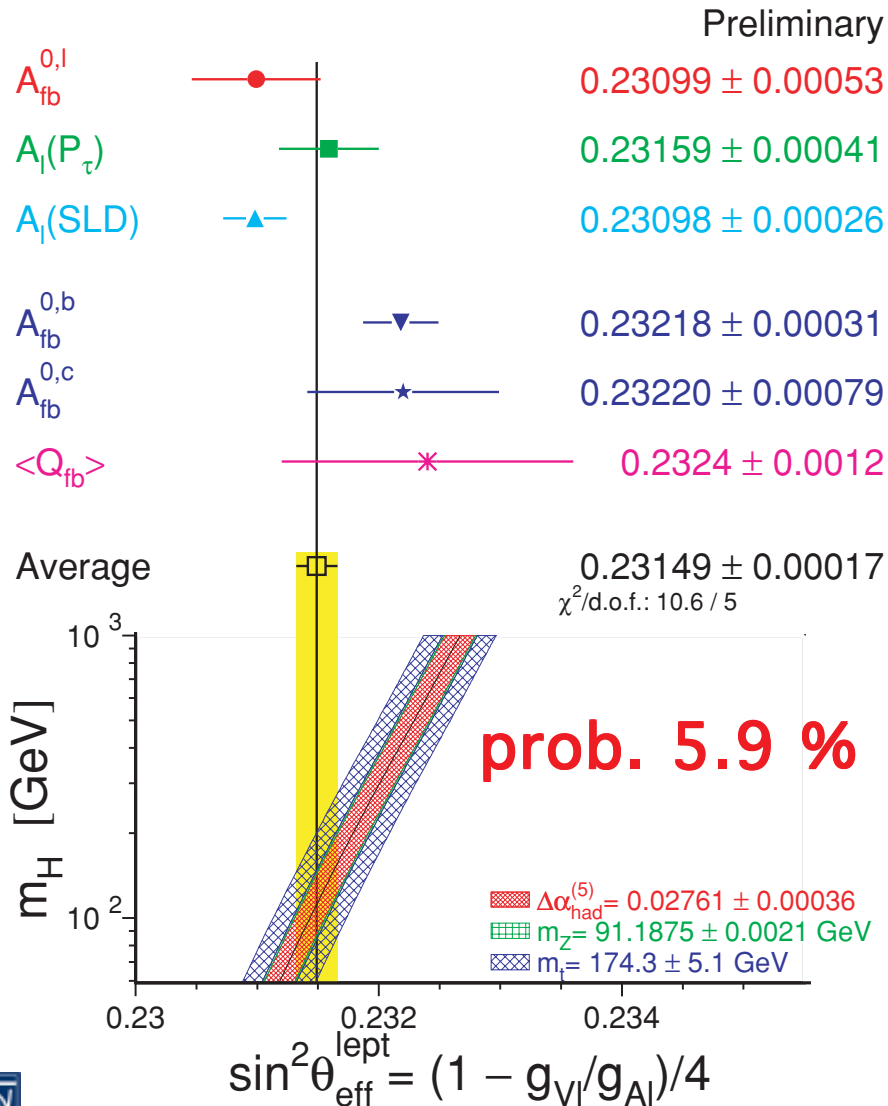 Preliminary
A_fb^0,l 0.23099 ± 0.00053
A_l(P_τ) 0.23159 ± 0.00041
A_l(SLD) 0.23098 ± 0.00026
A_fb^0,b 0.23218 ± 0.00031
A_fb^0,c 0.23220 ± 0.00079
<Q_fb> 0.2324 ± 0.0012
Average 0.23149 ± 0.00017
χ²/d.o.f.: 10.6 / 5
10³
prob. 5.9 %
m_H [GeV]
Δα_had^(5)= 0.02761 ± 0.00036
10²
m_Z= 91.1875 ± 0.0021 GeV
m_t= 174.3 ± 5.1 GeV
0.23 0.232 0.234
sin²θ_eff^lept = (1 − g_Vl/g_Al)/4